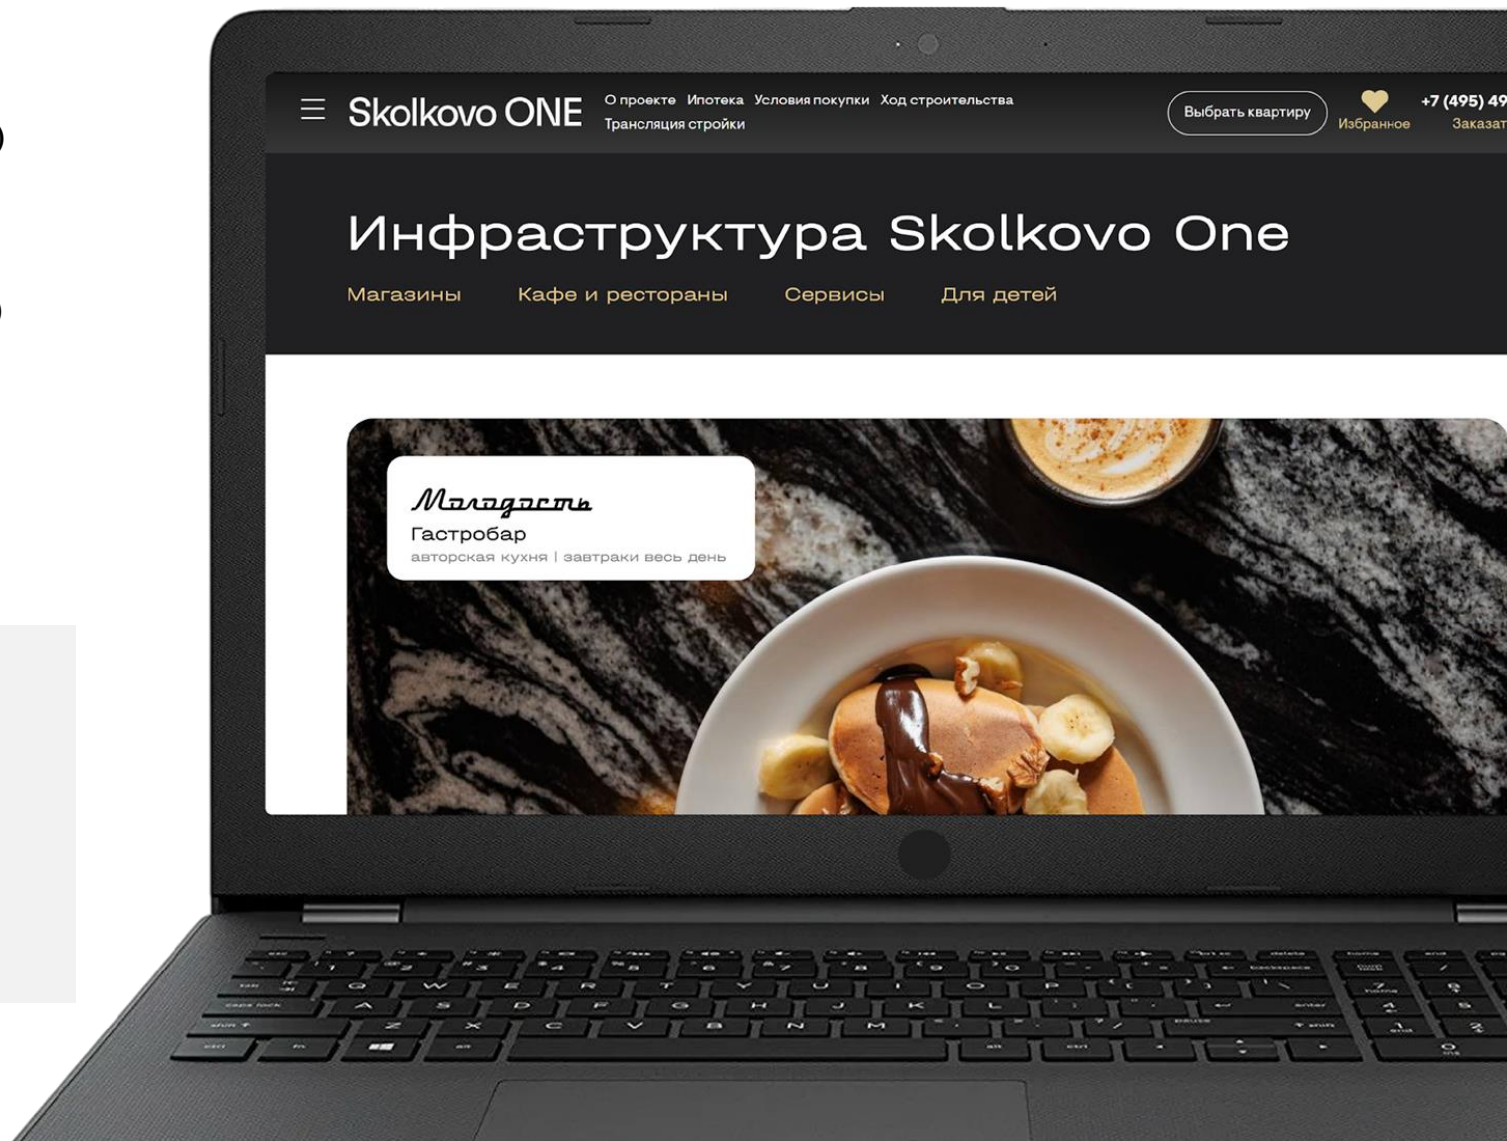 Skolkovo ONE
О проекте Ипотека Условия покупки Ход строительства
Трансляция стройки
Выбрать квартиру
Избранное
+7 (495) 49
Заказат
Инфраструктура Skolkovo One
Магазины Кафе и рестораны Сервисы Для детей
Молодость
Гастробар
авторская кухня | завтраки весь день